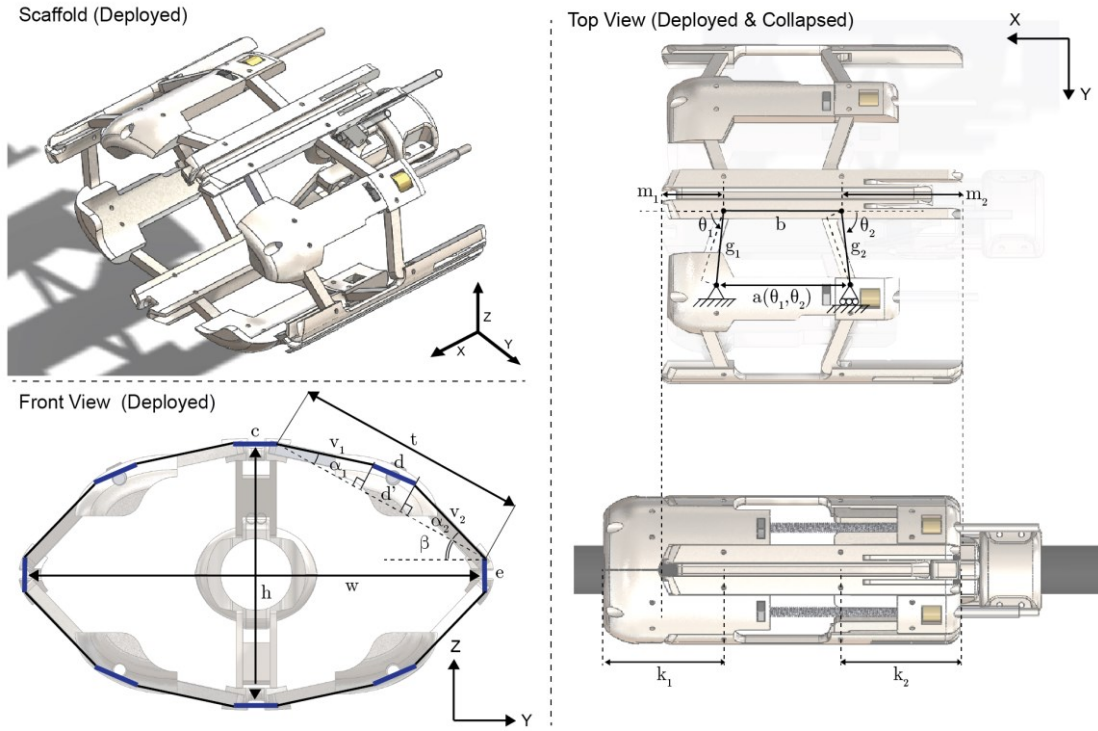 Scaffold (Deployed)
Z
X
Y
Front View (Deployed)
c
t
v₁
α₁
d
d'
v₂
α₂
β
e
w
h
Z
Y
Top View (Deployed & Collapsed)
X
Y
m₁
m₂
θ₁
b
θ₂
g₁
g₂
a(θ₁,θ₂)
k₁
k₂